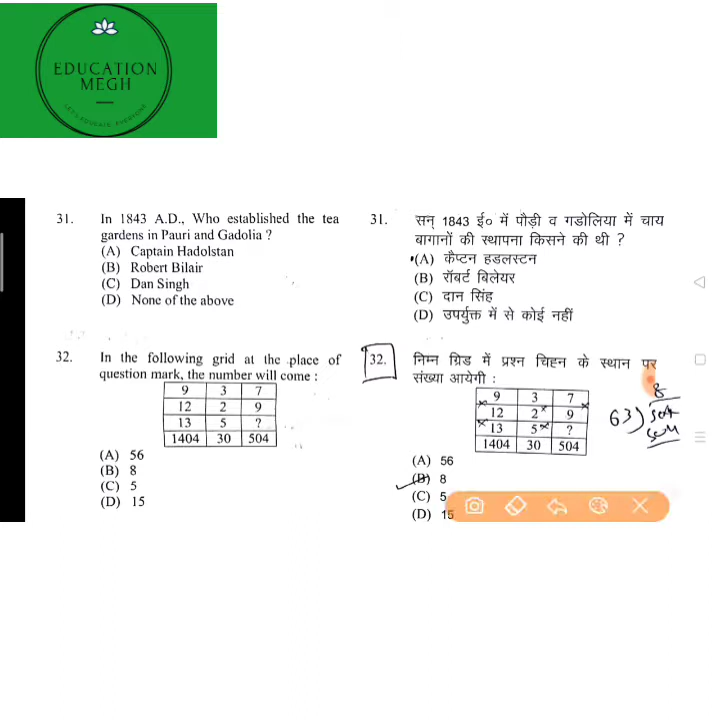 EDUCATION
MEGH
LET'S EDUCATE EVERYONE
31. In 1843 A.D., Who established the tea
gardens in Pauri and Gadolia ?
(A) Captain Hadolstan
(B) Robert Bilair
(C) Dan Singh
(D) None of the above
32. In the following grid at the place of
question mark, the number will come :
9 3 7
12 2 9
13 5 ?
1404 30 504
(A) 56
(B) 8
(C) 5
(D) 15
31. सन् 1843 ई० में पौड़ी व गडोलिया में चाय
बागानों की स्थापना किसने की थी ?
(A) कैप्टन हडलस्टन
(B) रॉबर्ट बिलेयर
(C) दान सिंह
(D) उपर्युक्त में से कोई नहीं
32. निम्न ग्रिड में प्रश्न चिह्न के स्थान पर
संख्या आयेगी :
9 3 7
12 2 9
13 5 ?
1404 30 504
(A) 56
(B) 8
(C) 5
(D) 15
8
63) 504
504